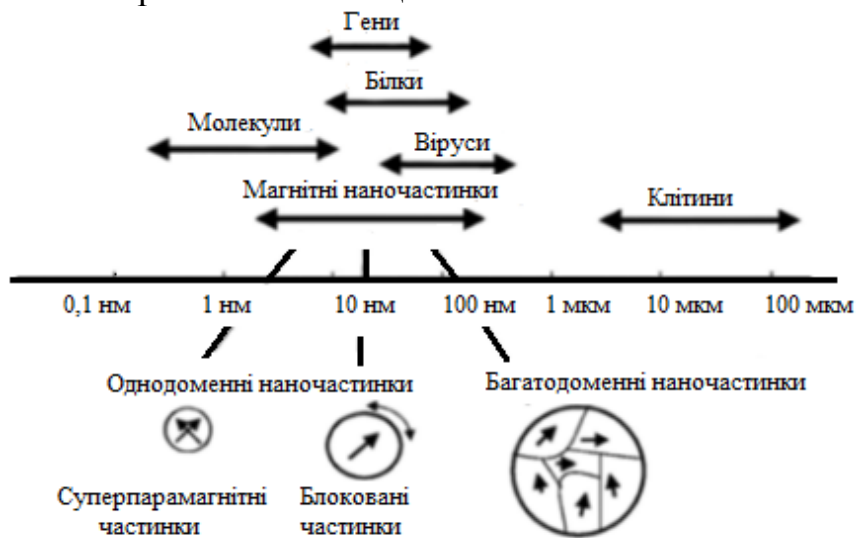 Гени
Білки
Молекули
Віруси
Магнітні наночастинки
Клітини
0,1 нм 1 нм 10 нм 100 нм 1 мкм 10 мкм 100 мкм
Однодоменні наночастинки
Багатодоменні наночастинки
Суперпарамагнітні
частинки
Блоковані
частинки